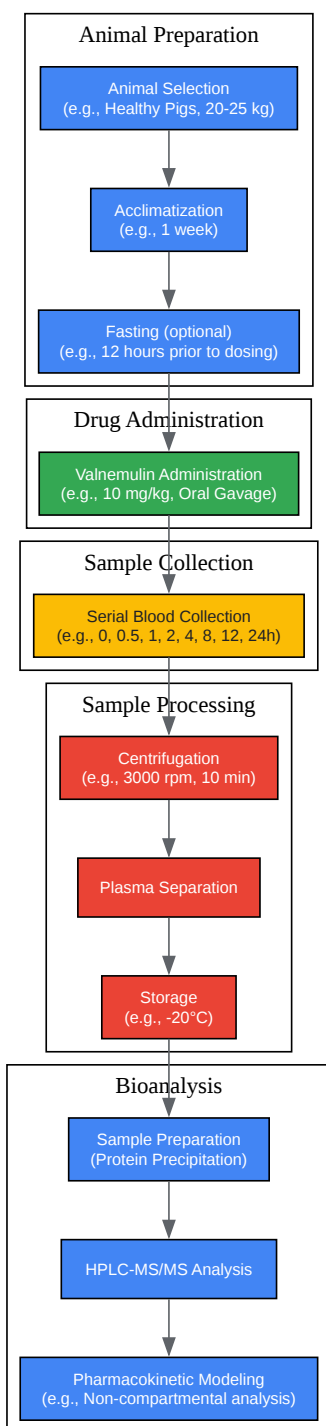 Animal Preparation
Animal Selection
(e.g., Healthy Pigs, 20-25 kg)
Acclimatization
(e.g., 1 week)
Fasting (optional)
(e.g., 12 hours prior to dosing)
Drug Administration
Valnemulin Administration
(e.g., 10 mg/kg, Oral Gavage)
Sample Collection
Serial Blood Collection
(e.g., 0, 0.5, 1, 2, 4, 8, 12, 24h)
Sample Processing
Centrifugation
(e.g., 3000 rpm, 10 min)
Plasma Separation
Storage
(e.g., -20°C)
Bioanalysis
Sample Preparation
(Protein Precipitation)
HPLC-MS/MS Analysis
Pharmacokinetic Modeling
(e.g., Non-compartmental analysis)